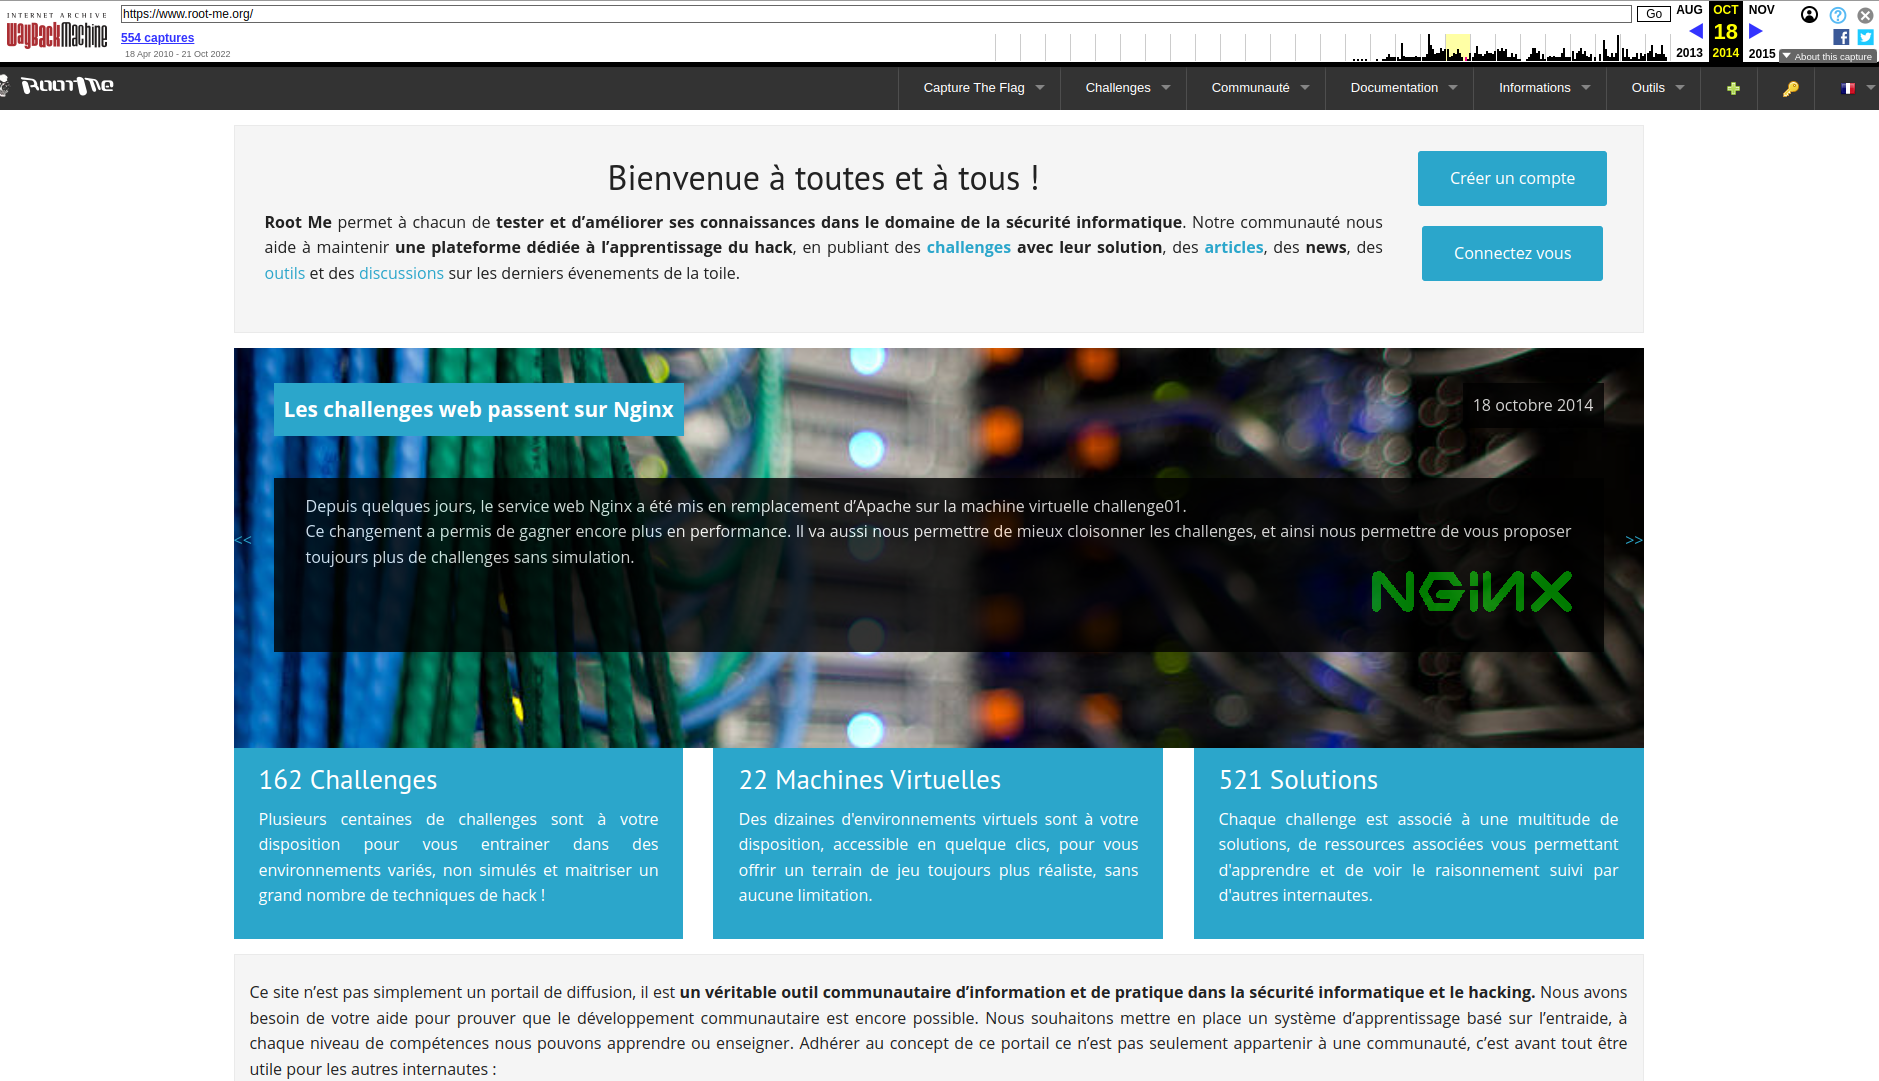 INTERNET ARCHIVE
WayBackMachine
https://www.root-me.org/
Go
554 captures
18 Apr 2010 - 21 Oct 2022
AUG OCT NOV
18
2013 2014 2015
About this capture
Root Me
Capture The Flag
Challenges
Communauté
Documentation
Informations
Outils
Bienvenue à toutes et à tous !
Root Me permet à chacun de tester et d’améliorer ses connaissances dans le domaine de la sécurité informatique. Notre communauté nous
aide à maintenir une plateforme dédiée à l’apprentissage du hack, en publiant des challenges avec leur solution, des articles, des news, des
outils et des discussions sur les derniers évenements de la toile.
Créer un compte
Connectez vous
Les challenges web passent sur Nginx
18 octobre 2014
Depuis quelques jours, le service web Nginx a été mis en remplacement d’Apache sur la machine virtuelle challenge01.
Ce changement a permis de gagner encore plus en performance. Il va aussi nous permettre de mieux cloisonner les challenges, et ainsi nous permettre de vous proposer
toujours plus de challenges sans simulation.
<<
>>
NGiNX
162 Challenges
Plusieurs centaines de challenges sont à votre
disposition pour vous entrainer dans des
environnements variés, non simulés et maitriser un
grand nombre de techniques de hack !
22 Machines Virtuelles
Des dizaines d'environnements virtuels sont à votre
disposition, accessible en quelque clics, pour vous
offrir un terrain de jeu toujours plus réaliste, sans
aucune limitation.
521 Solutions
Chaque challenge est associé à une multitude de
solutions, de ressources associées vous permettant
d'apprendre et de voir le raisonnement suivi par
d'autres internautes.
Ce site n’est pas simplement un portail de diffusion, il est un véritable outil communautaire d’information et de pratique dans la sécurité informatique et le hacking. Nous avons
besoin de votre aide pour prouver que le développement communautaire est encore possible. Nous souhaitons mettre en place un système d’apprentissage basé sur l’entraide, à
chaque niveau de compétences nous pouvons apprendre ou enseigner. Adhérer au concept de ce portail ce n’est pas seulement appartenir à une communauté, c’est avant tout être
utile pour les autres internautes :